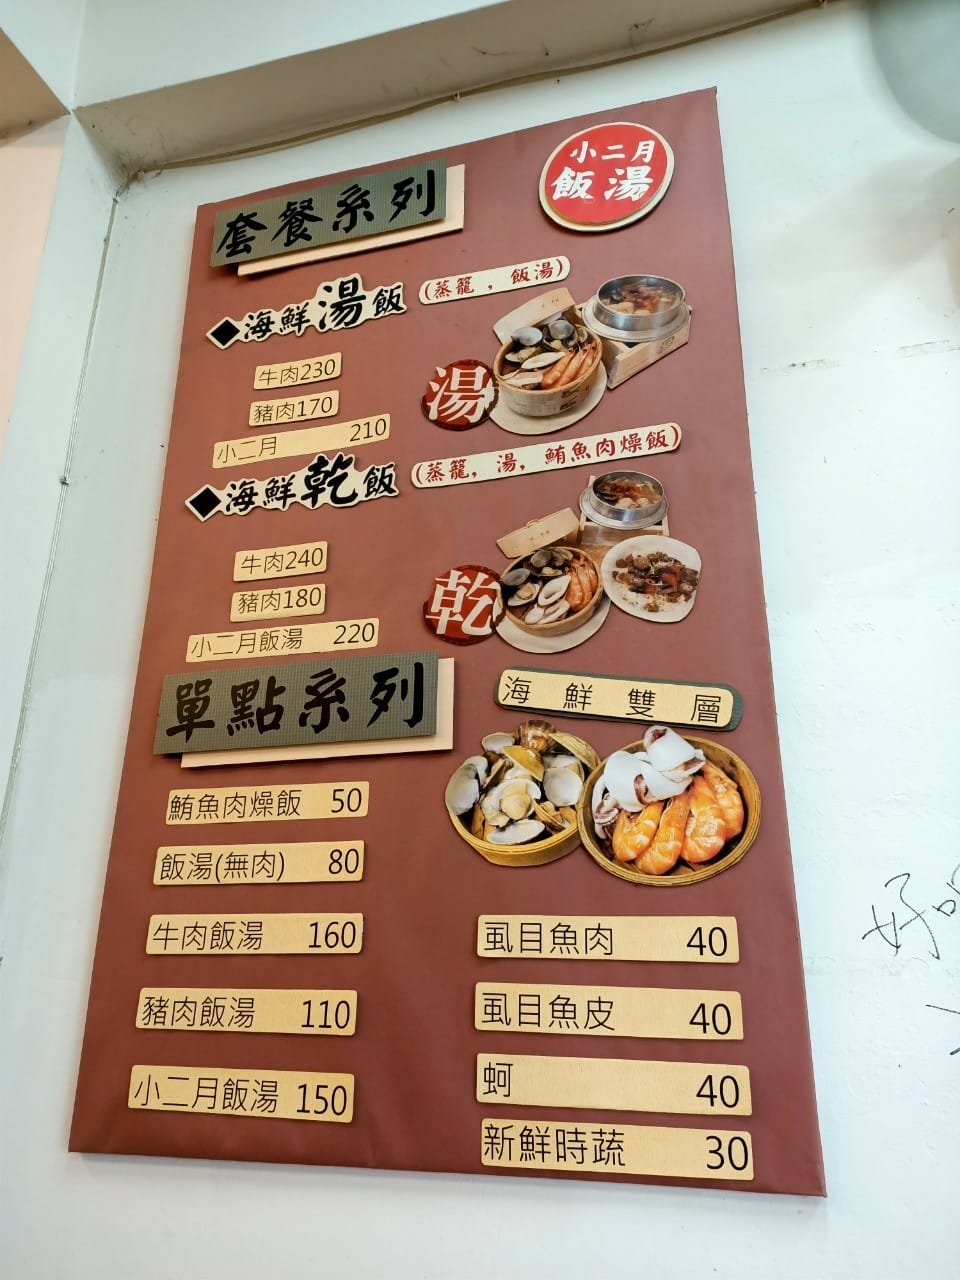 小二月
飯湯
套餐系列
◆海鮮湯飯 (蒸籠，飯湯)
牛肉230
豬肉170
小二月 210
湯
◆海鮮乾飯 (蒸籠，湯，鮪魚肉燥飯)
牛肉240
豬肉180
小二月飯湯 220
乾
單點系列
鮪魚肉燥飯 50
飯湯(無肉) 80
牛肉飯湯 160
豬肉飯湯 110
小二月飯湯 150
海鮮雙層
虱目魚肉 40
虱目魚皮 40
蚵 40
新鮮時蔬 30
好